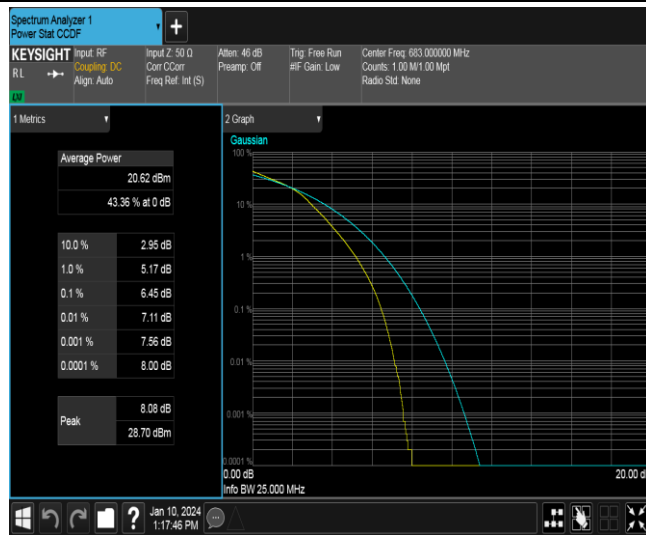 Spectrum Analyzer 1
Power Stat CCDF
+
KEYSIGHT
RL
LV
Input: RF
Coupling: DC
Align: Auto
Input Z: 50 Ω
Corr CCorr
Freq Ref: Int (S)
Atten: 46 dB
Preamp: Off
Trig: Free Run
#IF Gain: Low
Center Freq: 683.000000 MHz
Counts: 1.00 M/1.00 Mpt
Radio Std: None
1 Metrics
Average Power
20.62 dBm
43.36 % at 0 dB
10.0 % 2.95 dB
1.0 % 5.17 dB
0.1 % 6.45 dB
0.01 % 7.11 dB
0.001 % 7.56 dB
0.0001 % 8.00 dB
Peak
8.08 dB
28.70 dBm
2 Graph
Gaussian
100 %
10 %
1 %
0.1 %
0.01 %
0.001 %
0.0001 %
0.00 dB
20.00 d
Info BW 25.000 MHz
?
Jan 10, 2024
1:17:46 PM